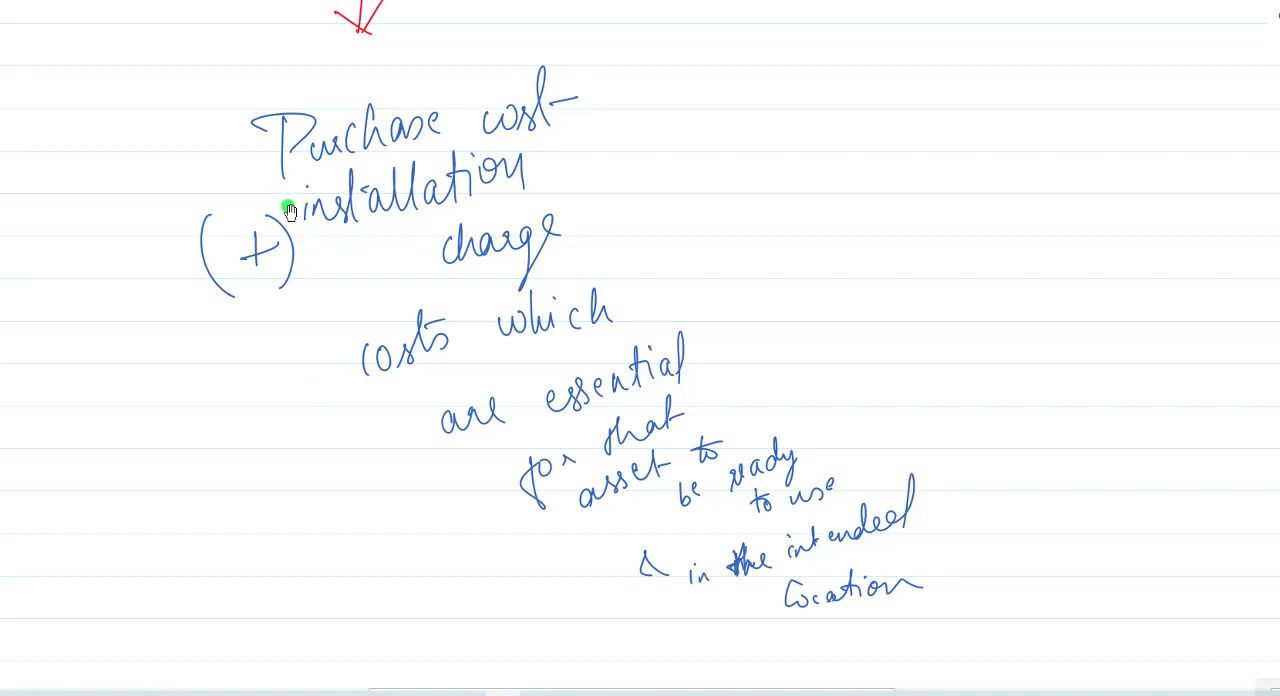 Purchase cost
installation
(+) charge
costs which
are essential
for that
asset to
be ready
to use
& in the intended
location